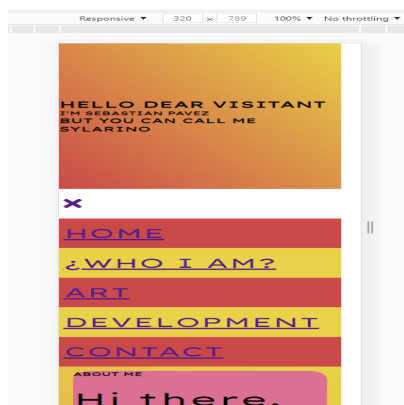 Responsive 320 × 789 100% No throttling
HELLO DEAR VISITANT
I'M SEBASTIAN PAVEZ
BUT YOU CAN CALL ME
SYLARINO
×
HOME
¿WHO I AM?
ART
DEVELOPMENT
CONTACT
ABOUT ME
Hi there,